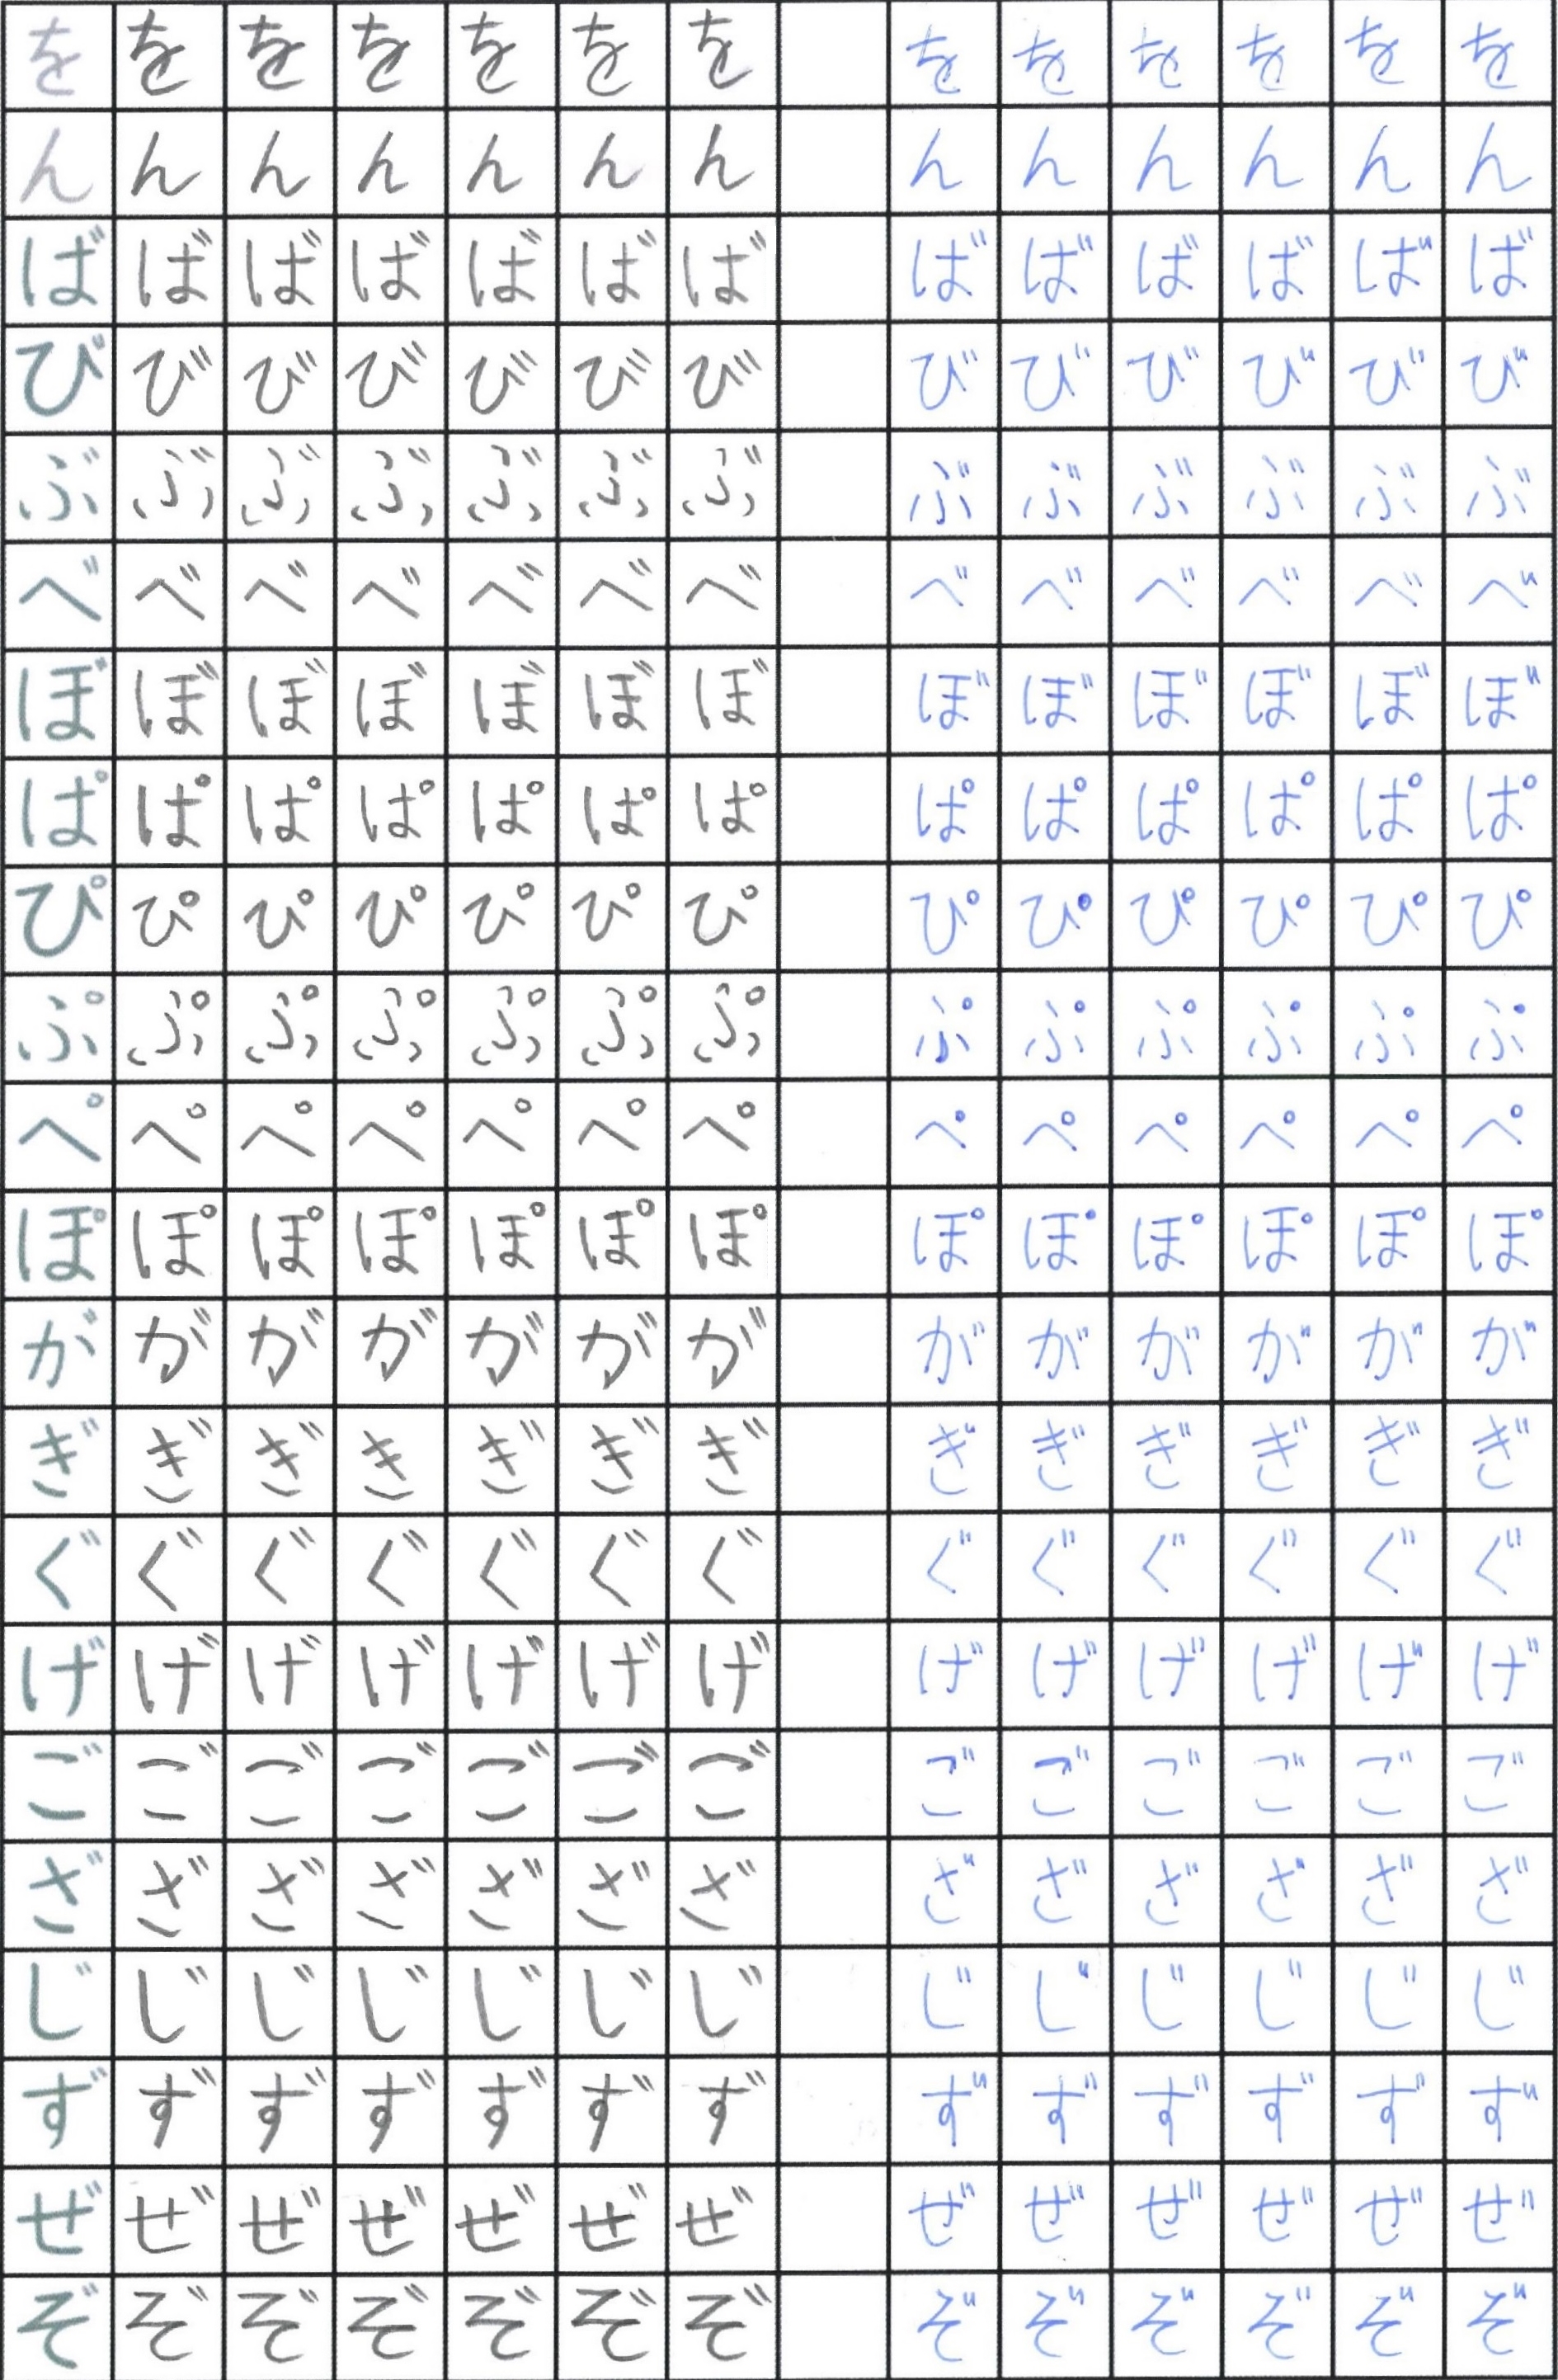 を を を を を を を を を を を を を
ん ん ん ん ん ん ん ん ん ん ん ん ん
ば ば ば ば ば ば ば ば ば ば ば ば ば
び び び び び び び び び び び び び
ぶ ぶ ぶ ぶ ぶ ぶ ぶ ぶ ぶ ぶ ぶ ぶ ぶ
べ べ べ べ べ べ べ べ べ べ べ べ べ
ぼ ぼ ぼ ぼ ぼ ぼ ぼ ぼ ぼ ぼ ぼ ぼ ぼ
ぱ ぱ ぱ ぱ ぱ ぱ ぱ ぱ ぱ ぱ ぱ ぱ ぱ
ぴ ぴ ぴ ぴ ぴ ぴ ぴ ぴ ぴ ぴ ぴ ぴ ぴ
ぷ ぷ ぷ ぷ ぷ ぷ ぷ ぷ ぷ ぷ ぷ ぷ ぷ
ぺ ぺ ぺ ぺ ぺ ぺ ぺ ぺ ぺ ぺ ぺ ぺ ぺ
ぽ ぽ ぽ ぽ ぽ ぽ ぽ ぽ ぽ ぽ ぽ ぽ ぽ
が が が が が が が が が が が が が
ぎ ぎ ぎ き ぎ ぎ ぎ ぎ ぎ ぎ ぎ ぎ ぎ
ぐ ぐ ぐ ぐ ぐ ぐ ぐ ぐ ぐ ぐ ぐ ぐ ぐ
げ げ げ げ げ げ げ げ げ げ げ げ げ
ご ご ご ご ご ご ご ご ご ご ご ご ご
ざ ざ ざ ざ ざ ざ ざ ざ ざ ざ ざ ざ ざ
じ じ じ じ じ じ じ じ じ じ じ じ じ
ず ず ず ず ず ず ず ず ず ず ず ず ず
ぜ ぜ ぜ ぜ ぜ ぜ ぜ ぜ ぜ ぜ ぜ ぜ ぜ
ぞ ぞ ぞ ぞ ぞ ぞ ぞ ぞ ぞ ぞ ぞ ぞ ぞ